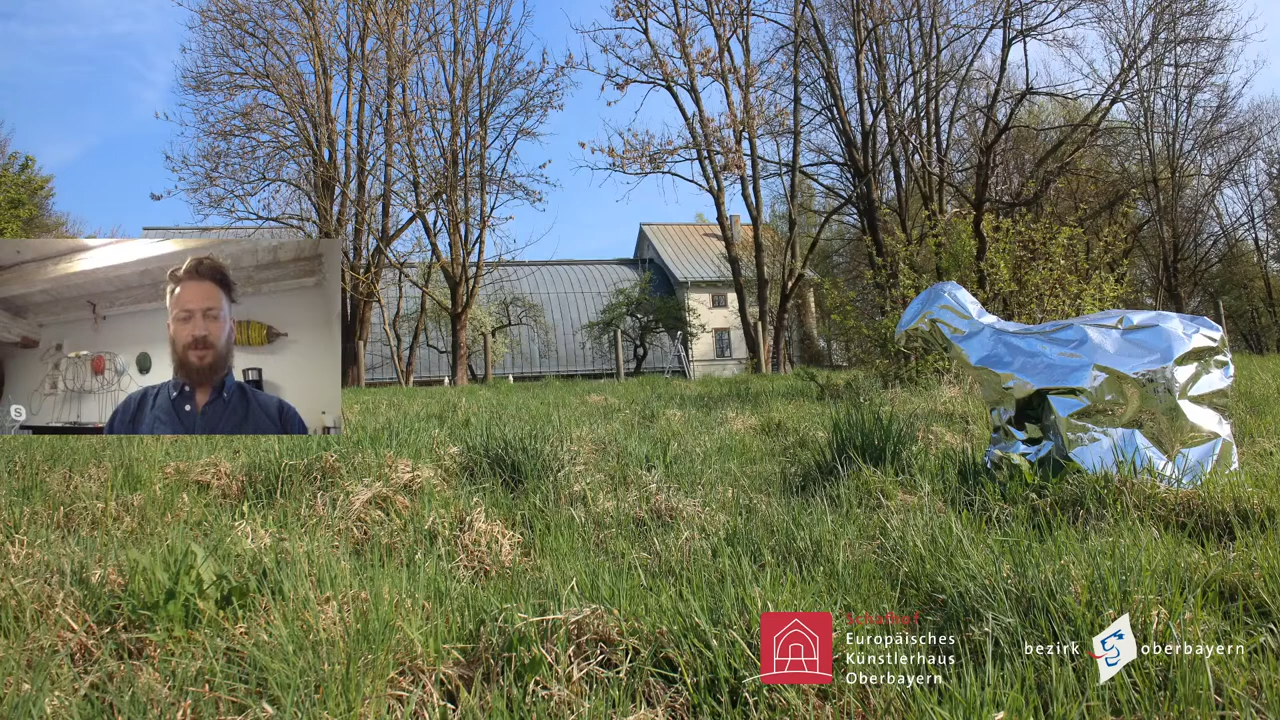 Schafhof
Europäisches
Künstlerhaus
Oberbayern
bezirk oberbayern